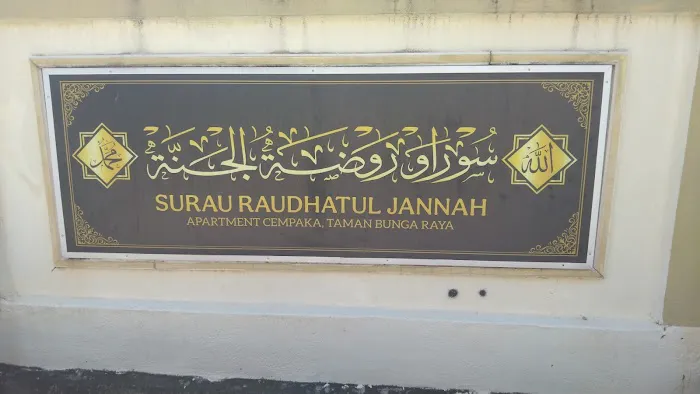 الله
سوراو روضة الجنة
محمد
SURAU RAUDHATUL JANNAH
APARTMENT CEMPAKA, TAMAN BUNGA RAYA